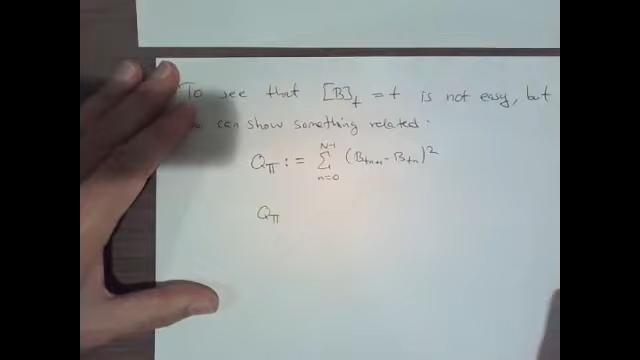 To see that [B]_t = t is not easy, but
can show something related.
Q_Π := Σ_{n=0}^{N-1} (B_{t_{n+1}} - B_{t_n})²
Q_Π